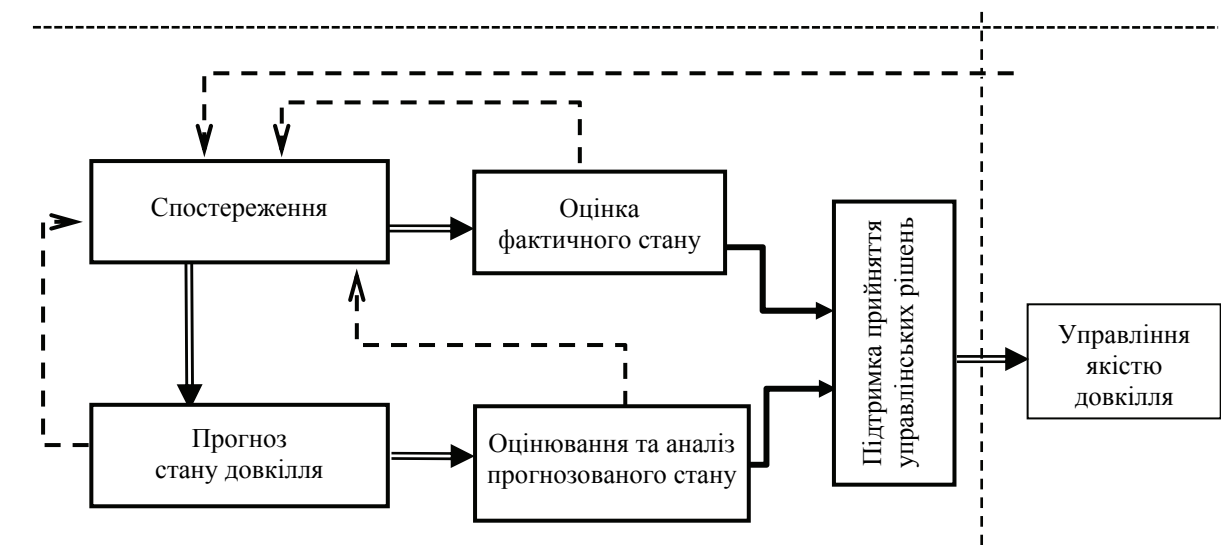 Спостереження
Оцінка
фактичного стану
Підтримка прийняття
управлінських рішень
Управління
якістю
довкілля
Прогноз
стану довкілля
Оцінювання та аналіз
прогнозованого стану